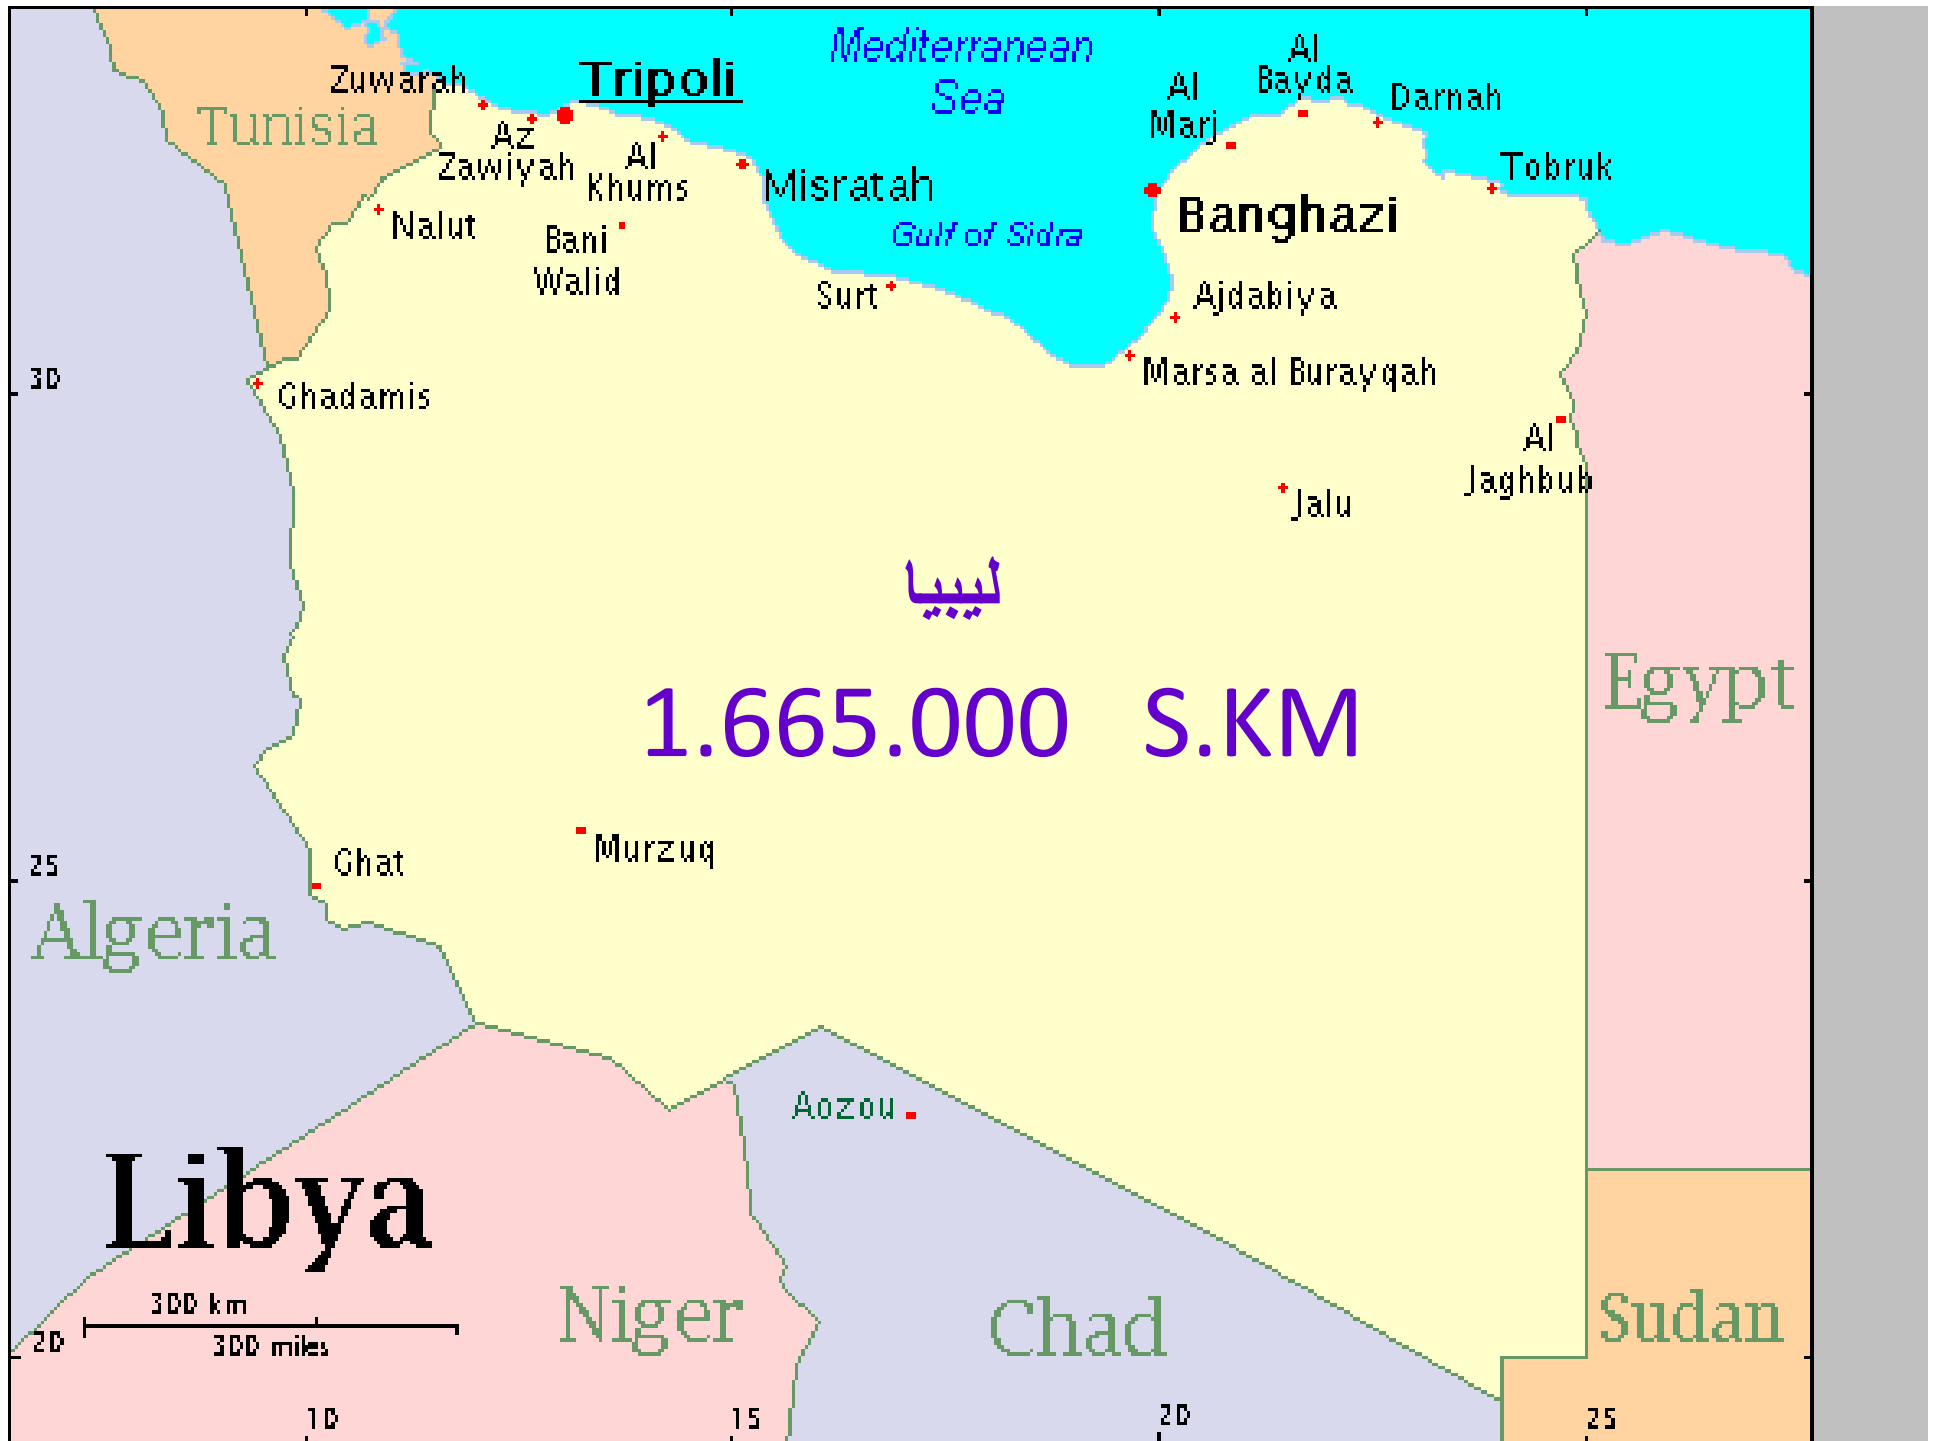 Mediterranean
Sea
Al
Bayda
Zuwarah
Tripoli
Al
Marj
Darnah
Tunisia
Az
Zawiyah
Al
Khums
Misratah
Tobruk
Nalut
Bani
Walid
Gulf of Sidra
Banghazi
Surt
Ajdabiya
Marsa al Burayqah
30
Ghadamis
Al
Jaghbub
Jalu
ليبيا
1.665.000 S.KM
Egypt
Murzuq
Ghat
25
Algeria
Aozou
Libya
300 km
300 miles
20
Niger
Chad
Sudan
10
15
20
25